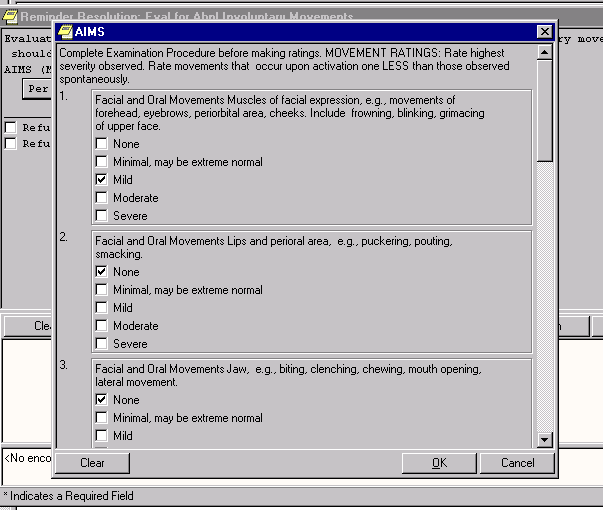 Reminder Resolution: Eval for Abnl Involuntary Movements
AIMS
Evaluat
ry move
shoul
AIMS (M
Per
Refu
Refu
Complete Examination Procedure before making ratings. MOVEMENT RATINGS: Rate highest
severity observed. Rate movements that occur upon activation one LESS than those observed
spontaneously.
1.
Facial and Oral Movements Muscles of facial expression, e.g., movements of
forehead, eyebrows, periorbital area, cheeks. Include frowning, blinking, grimacing
of upper face.
None
Minimal, may be extreme normal
Mild
Moderate
Severe
2.
Facial and Oral Movements Lips and perioral area, e.g., puckering, pouting,
smacking.
None
Minimal, may be extreme normal
Mild
Moderate
Severe
3.
Facial and Oral Movements Jaw, e.g., biting, clenching, chewing, mouth opening,
lateral movement.
None
Minimal, may be extreme normal
Mild
Clea
Clear
OK
Cancel
<No enco
* Indicates a Required Field